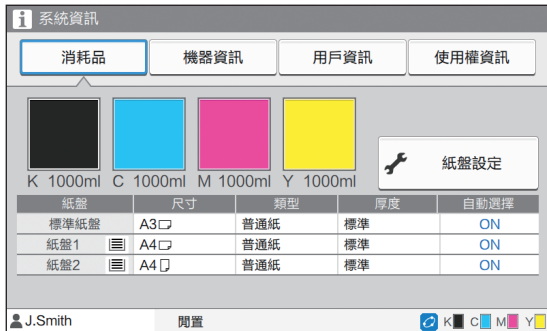 系統資訊
消耗品 機器資訊 用戶資訊 使用權資訊
K 1000ml C 1000ml M 1000ml Y 1000ml
紙盤設定
紙盤 尺寸 類型 厚度 自動選擇
標準紙盤 A3 普通紙 標準 ON
紙盤1 A4 普通紙 標準 ON
紙盤2 A4 普通紙 標準 ON
J.Smith 閒置 K C M Y